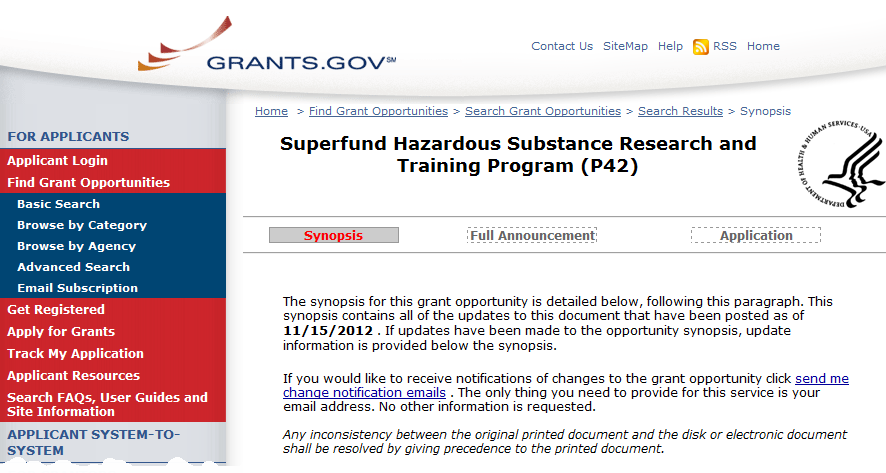 GRANTS.GOV℠
Contact Us SiteMap Help RSS Home
Home > Find Grant Opportunities > Search Grant Opportunities > Search Results > Synopsis
FOR APPLICANTS
Applicant Login
Find Grant Opportunities
Basic Search
Browse by Category
Browse by Agency
Advanced Search
Email Subscription
Get Registered
Apply for Grants
Track My Application
Applicant Resources
Search FAQs, User Guides and
Site Information
APPLICANT SYSTEM-TO-
SYSTEM
Superfund Hazardous Substance Research and
Training Program (P42)
DEPARTMENT OF HEALTH & HUMAN SERVICES·USA
Synopsis Full Announcement Application
The synopsis for this grant opportunity is detailed below, following this paragraph. This
synopsis contains all of the updates to this document that have been posted as of
11/15/2012 . If updates have been made to the opportunity synopsis, update
information is provided below the synopsis.
If you would like to receive notifications of changes to the grant opportunity click send me
change notification emails . The only thing you need to provide for this service is your
email address. No other information is requested.
Any inconsistency between the original printed document and the disk or electronic document
shall be resolved by giving precedence to the printed document.